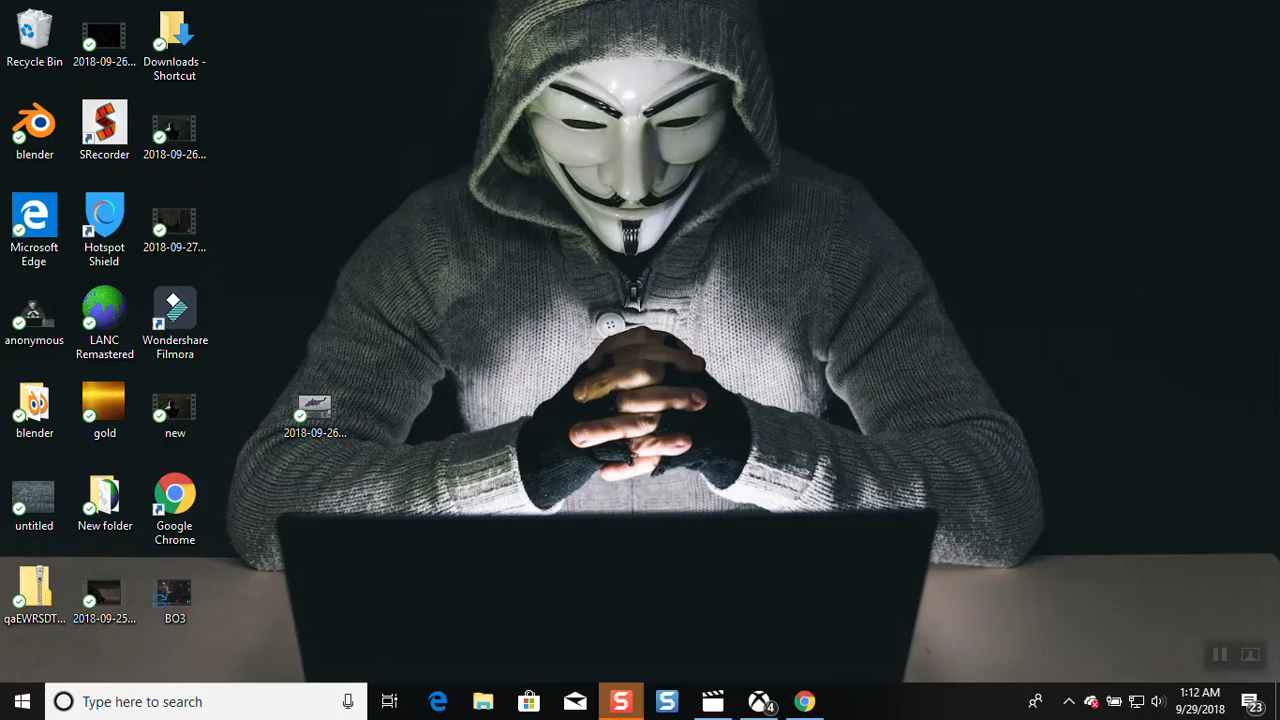 Recycle Bin
2018-09-26...
Downloads -
Shortcut
blender
SRecorder
2018-09-26...
Microsoft
Edge
Hotspot
Shield
2018-09-27...
anonymous
LANC
Remastered
Wondershare
Filmora
blender
gold
new
2018-09-26...
untitled
New folder
Google
Chrome
qaEWRSDT...
2018-09-25...
BO3
Type here to search
4
1:12 AM
9/29/2018
23